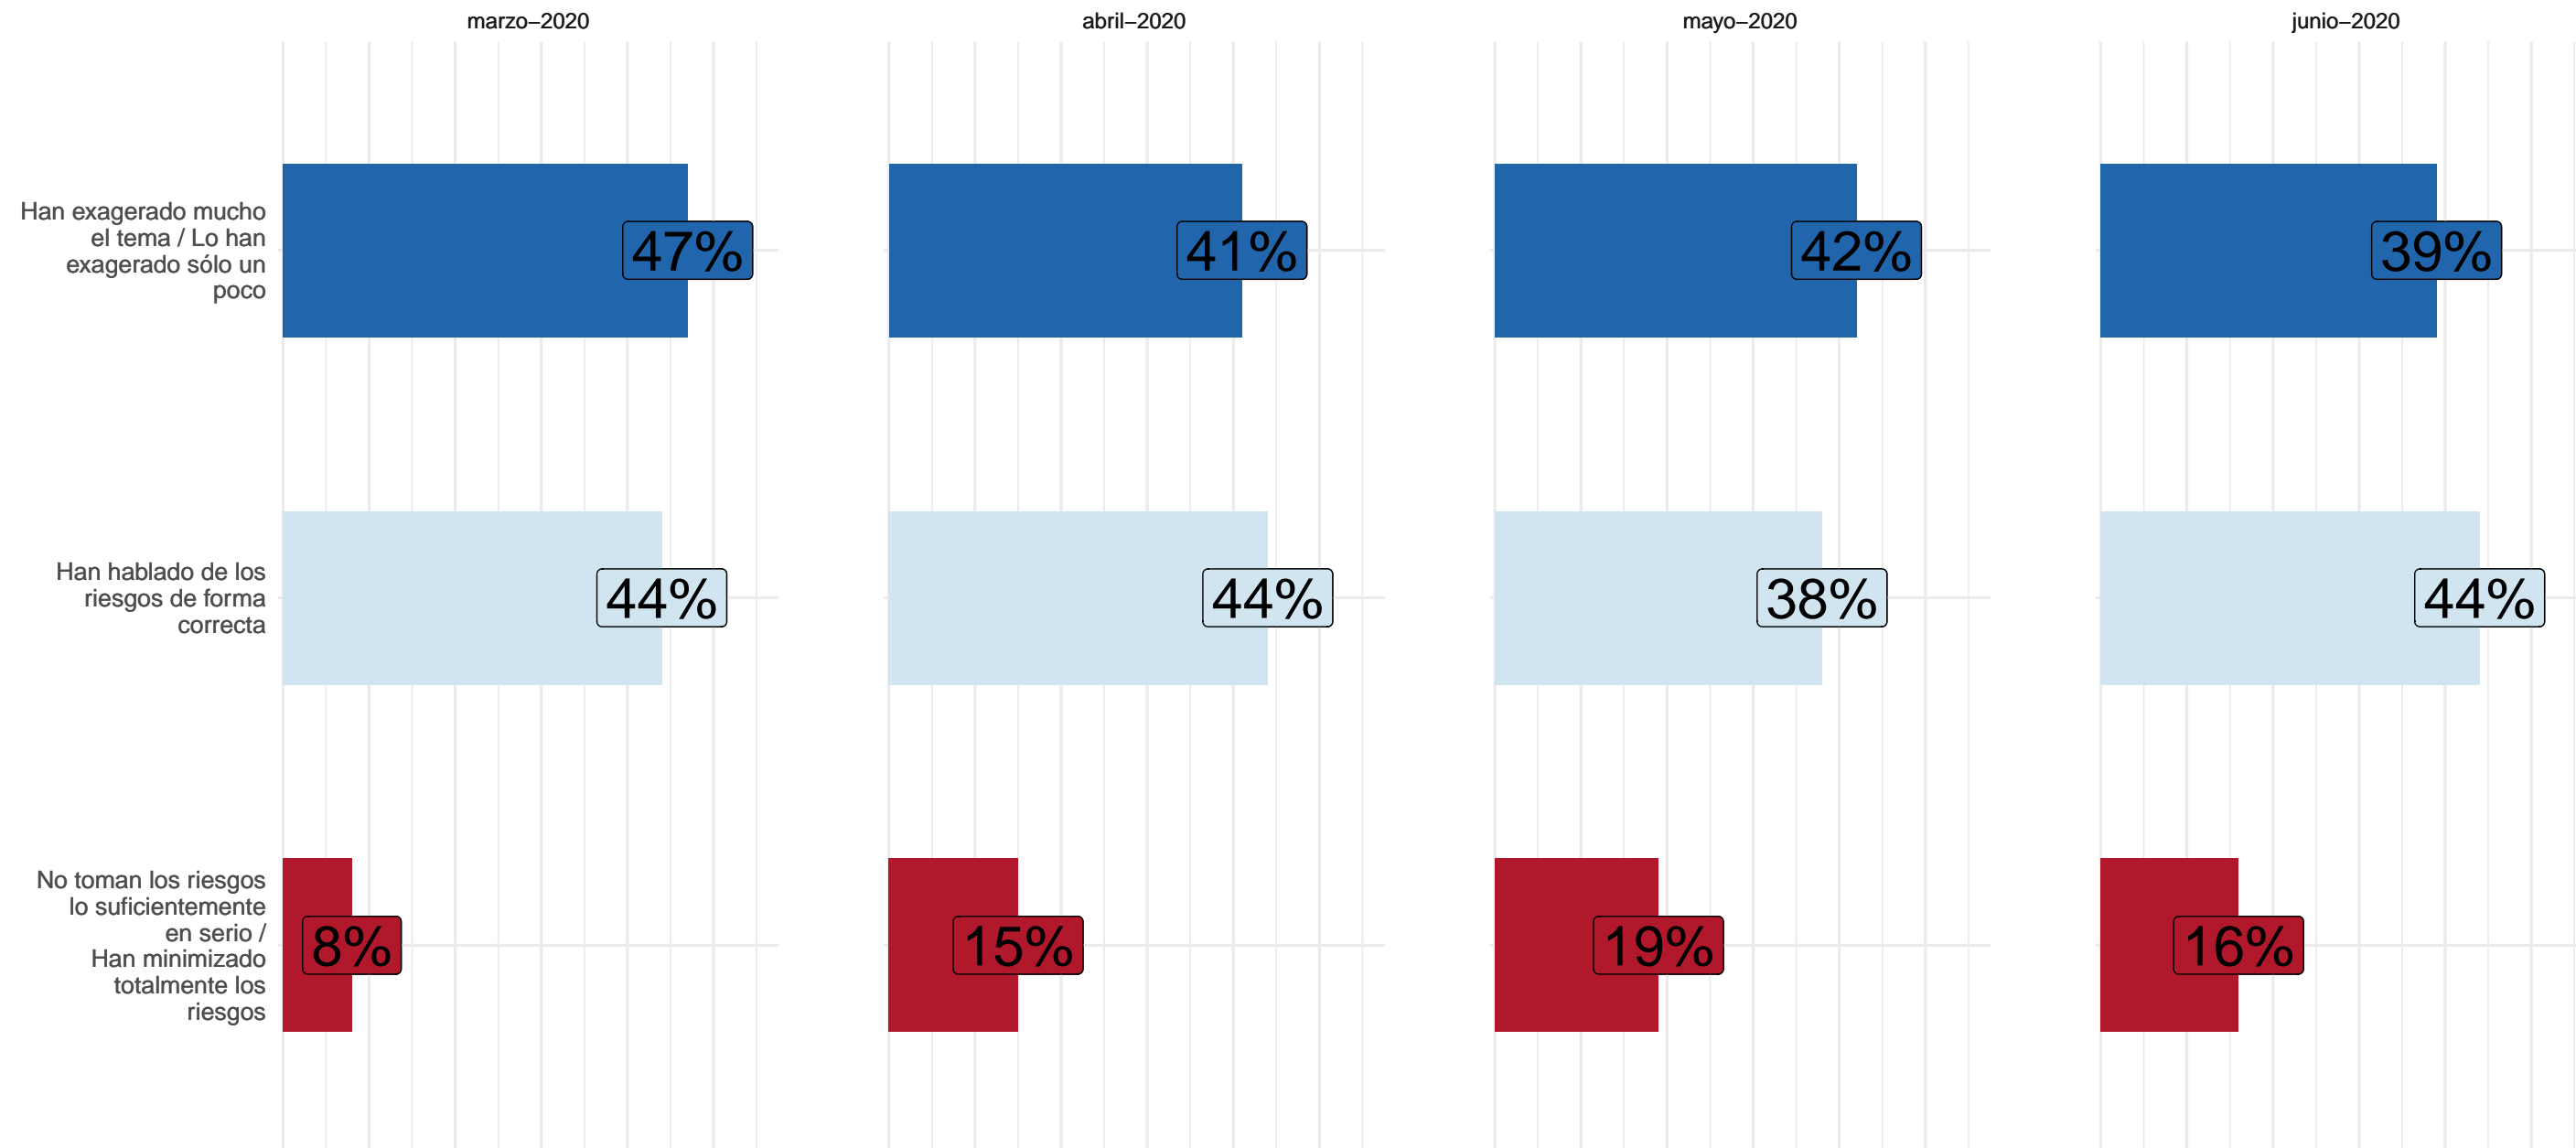 marzo–2020
abril–2020
mayo–2020
junio–2020
Han exagerado mucho
el tema / Lo han
exagerado sólo un
poco
47%
41%
42%
39%
Han hablado de los
riesgos de forma
correcta
44%
44%
38%
44%
No toman los riesgos
lo suficientemente
en serio /
Han minimizado
totalmente los
riesgos
8%
15%
19%
16%